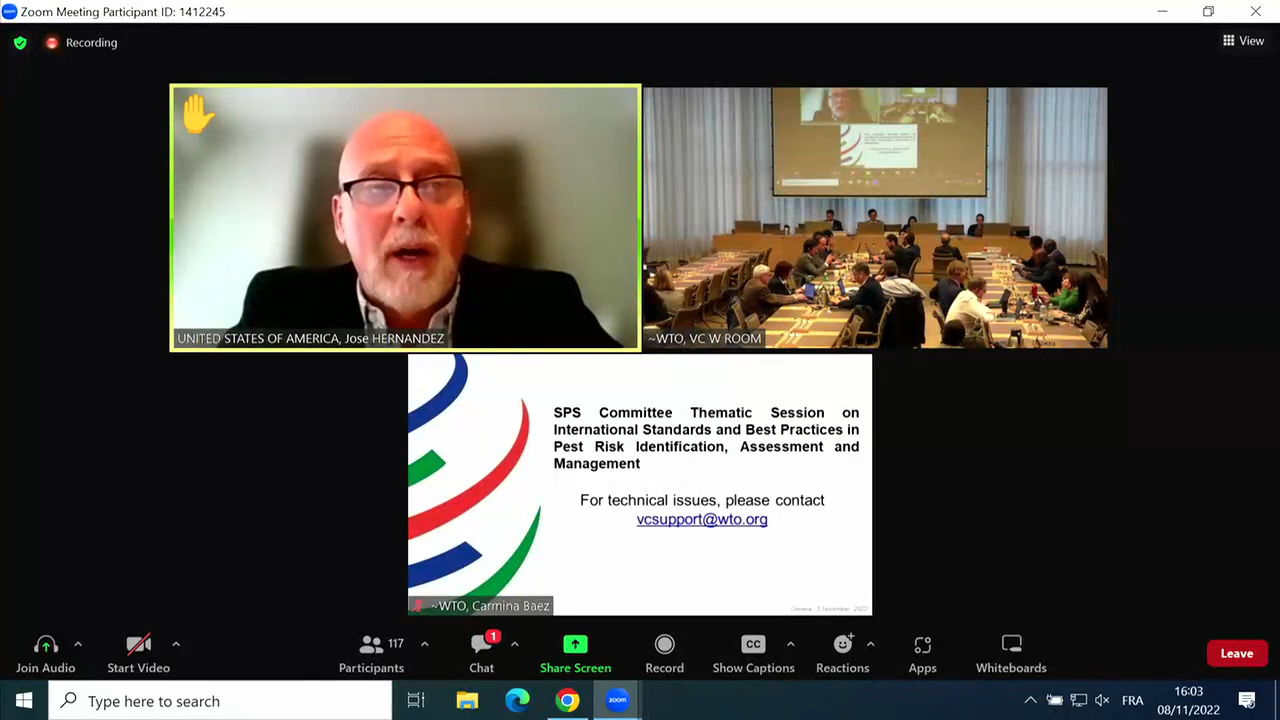 Zoom Meeting Participant ID: 1412245
Recording
View
UNITED STATES OF AMERICA, Jose HERNANDEZ
~WTO, VC W ROOM
SPS Committee Thematic Session on
International Standards and Best Practices in
Pest Risk Identification, Assessment and
Management
For technical issues, please contact
vcsupport@wto.org
~WTO, Carmina Baez
Join Audio
Start Video
117
Participants
1
Chat
Share Screen
Record
CC
Show Captions
Reactions
Apps
Whiteboards
Leave
Type here to search
zoom
FRA
16:03
08/11/2022